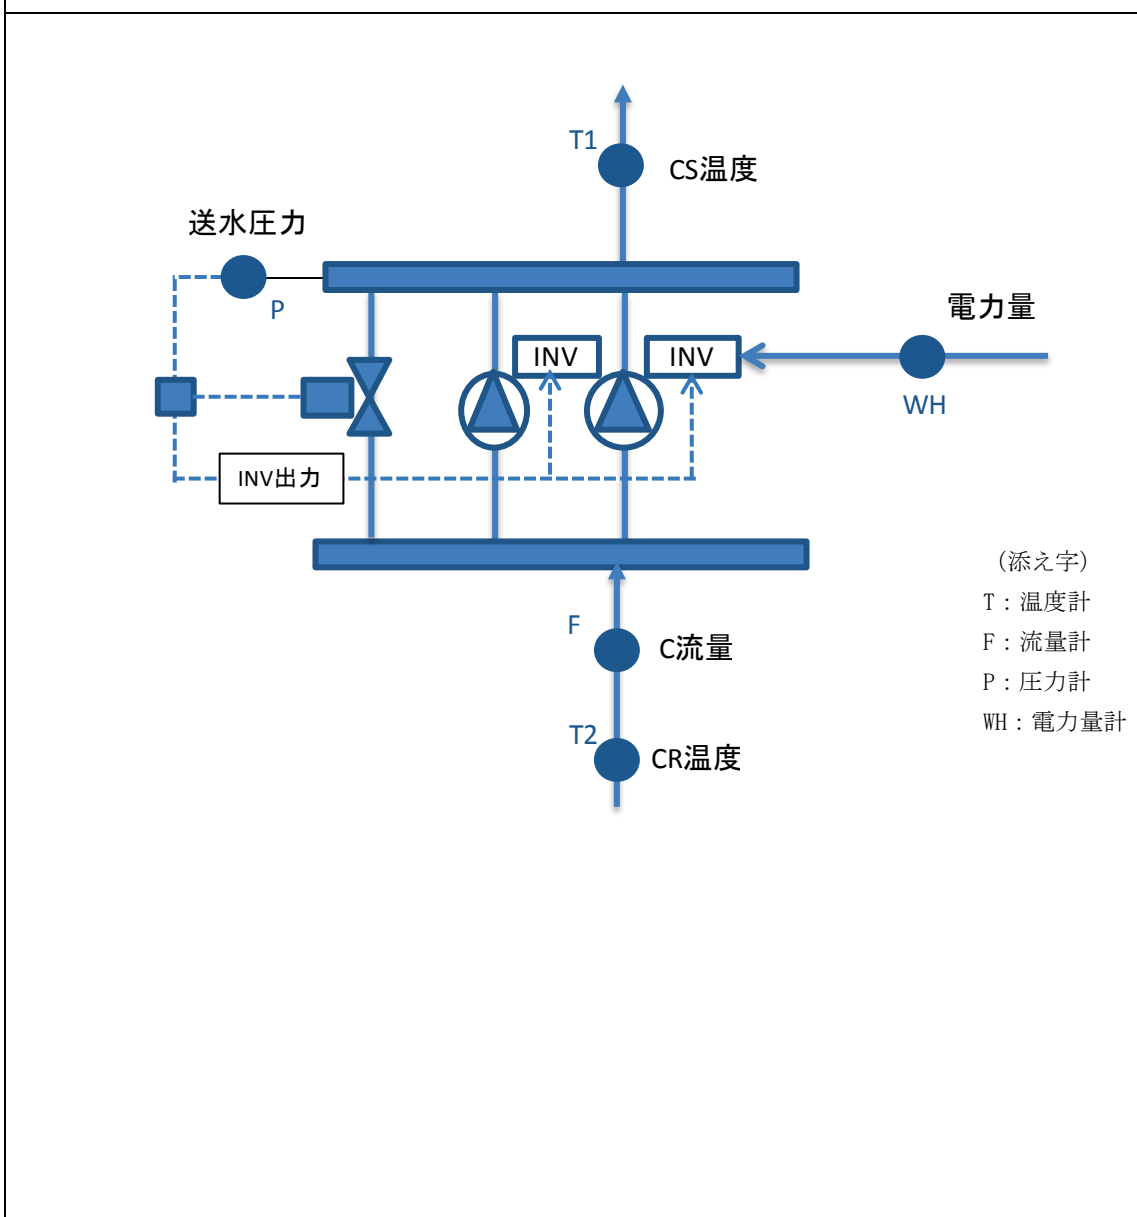 T1
CS温度
送水圧力
P
電力量
INV
INV
WH
INV出力
(添え字)
T：温度計
F
C流量
F：流量計
P：圧力計
T2
CR温度
WH：電力量計